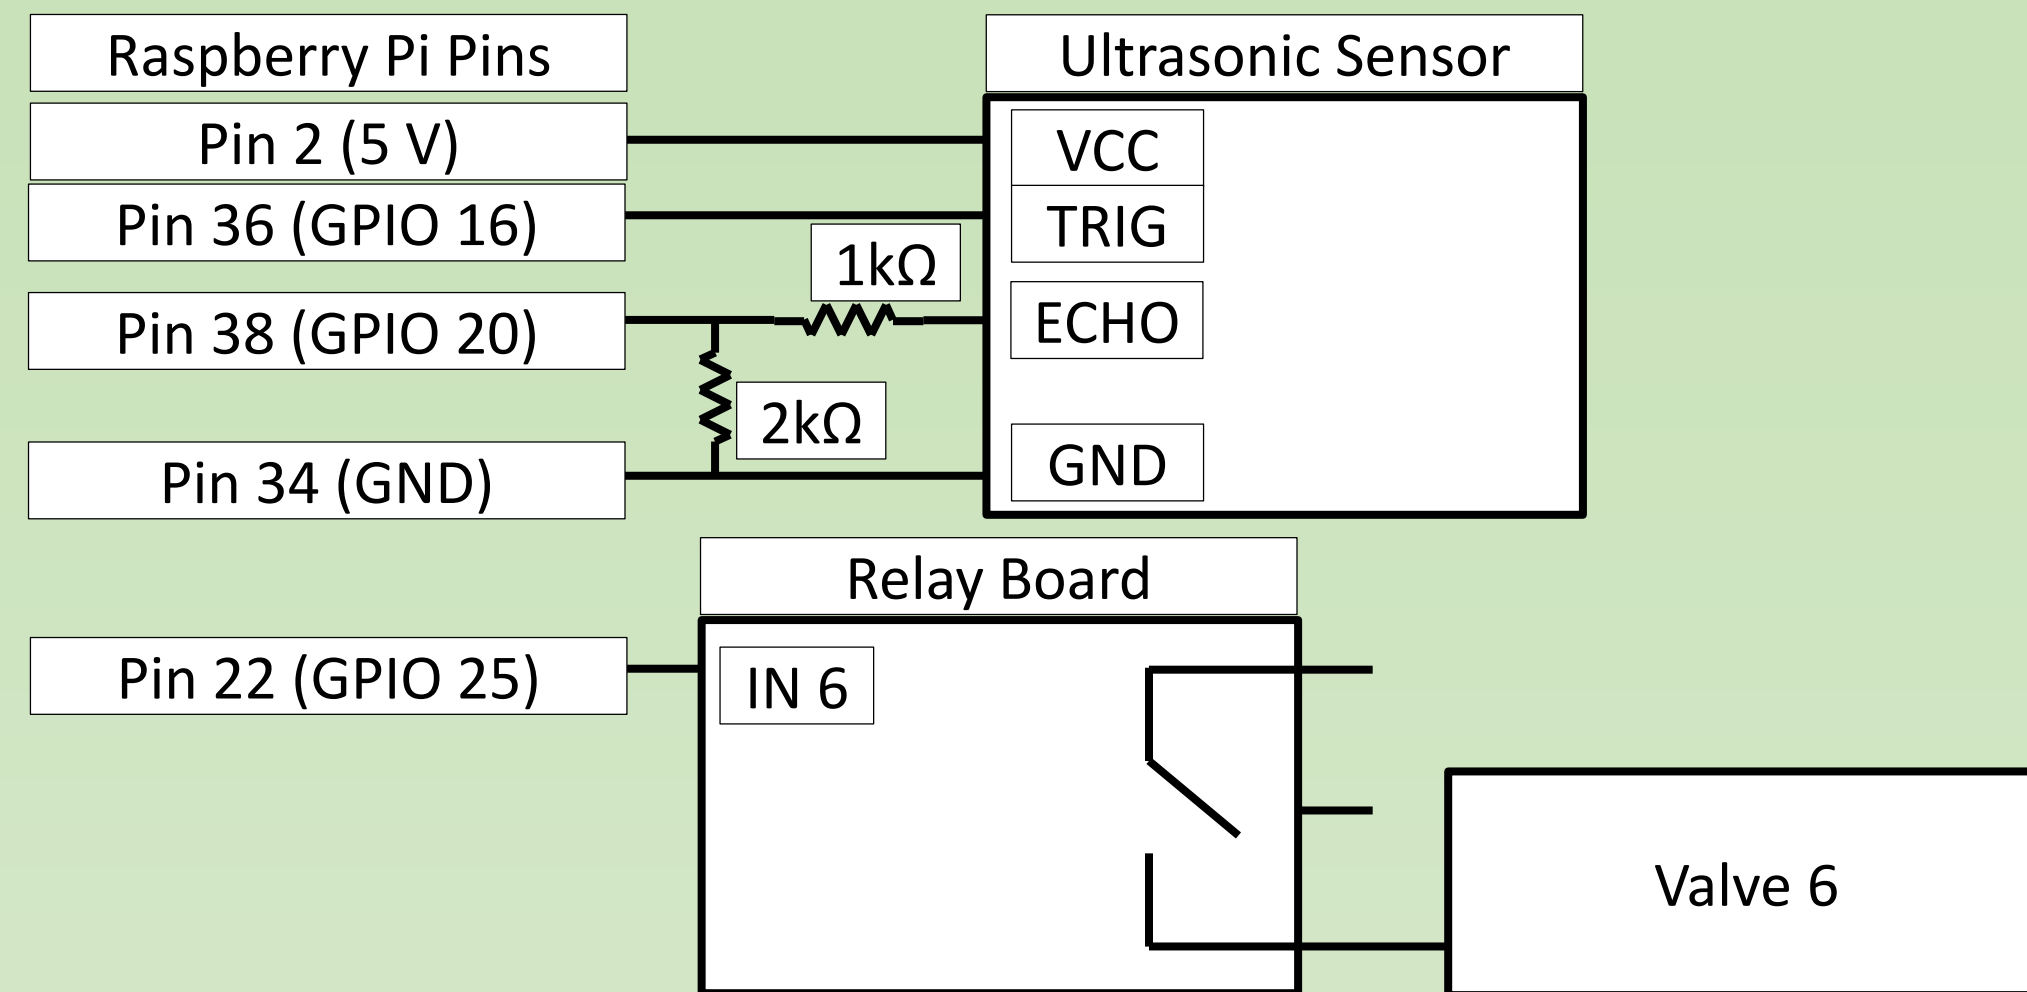 Raspberry Pi Pins
Ultrasonic Sensor
Pin 2 (5 V)
VCC
Pin 36 (GPIO 16)
TRIG
1kΩ
Pin 38 (GPIO 20)
ECHO
2kΩ
Pin 34 (GND)
GND
Relay Board
Pin 22 (GPIO 25)
IN 6
Valve 6